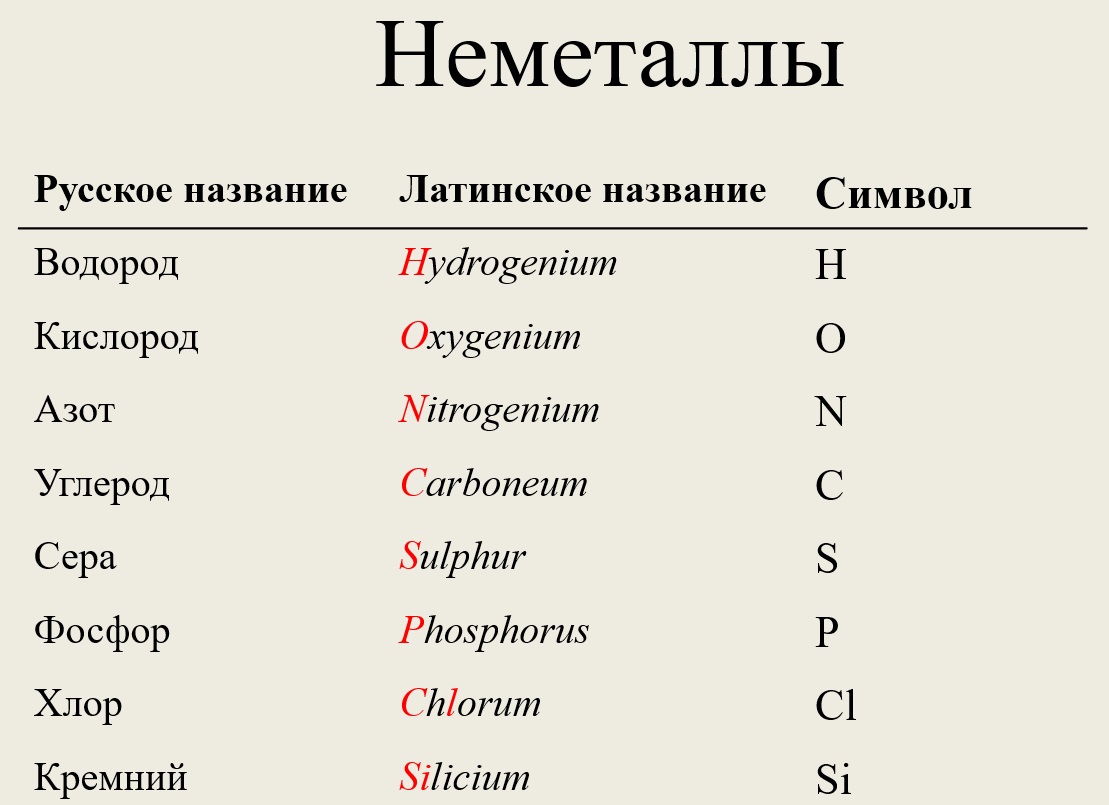 Неметаллы
Русское название Латинское название Символ
Водород Hydrogenium H
Кислород Oxygenium O
Азот Nitrogenium N
Углерод Carboneum C
Сера Sulphur S
Фосфор Phosphorus P
Хлор Chlorum Cl
Кремний Silicium Si